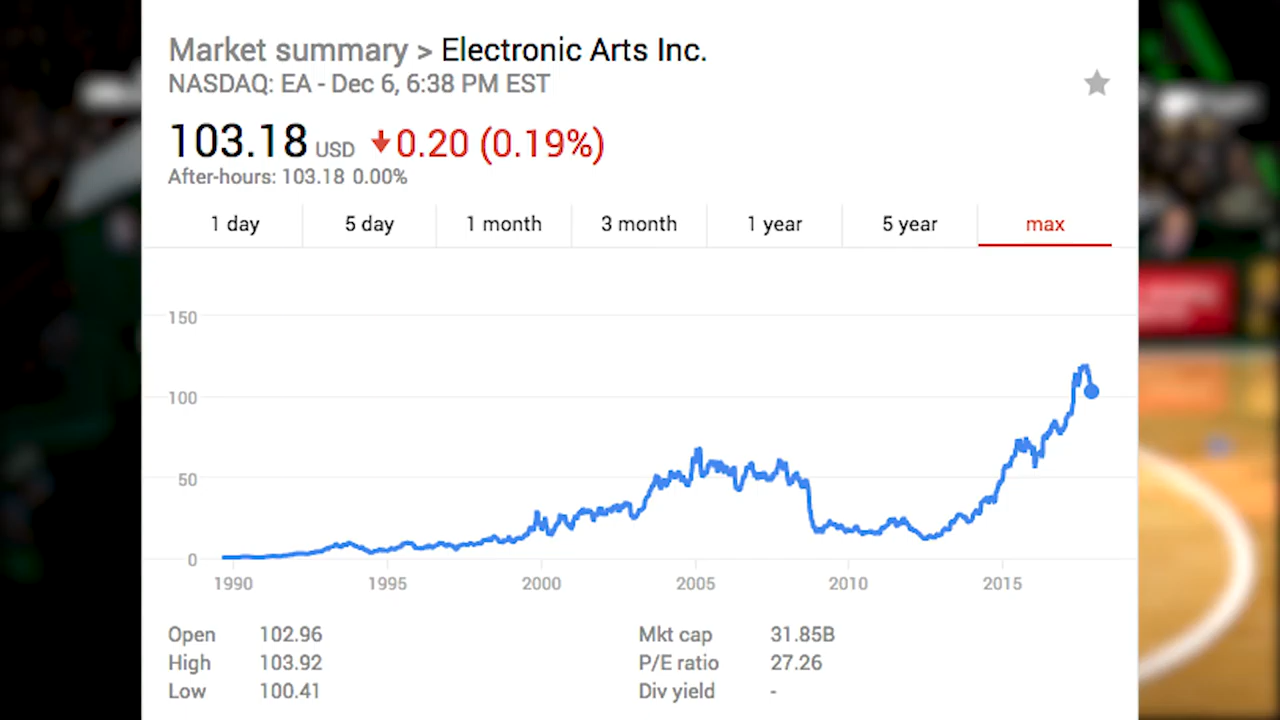 Market summary > Electronic Arts Inc.
NASDAQ: EA - Dec 6, 6:38 PM EST
103.18 USD 0.20 (0.19%)
After-hours: 103.18 0.00%
1 day 5 day 1 month 3 month 1 year 5 year max
150
100
50
0
1990 1995 2000 2005 2010 2015
Open 102.96 Mkt cap 31.85B
High 103.92 P/E ratio 27.26
Low 100.41 Div yield -